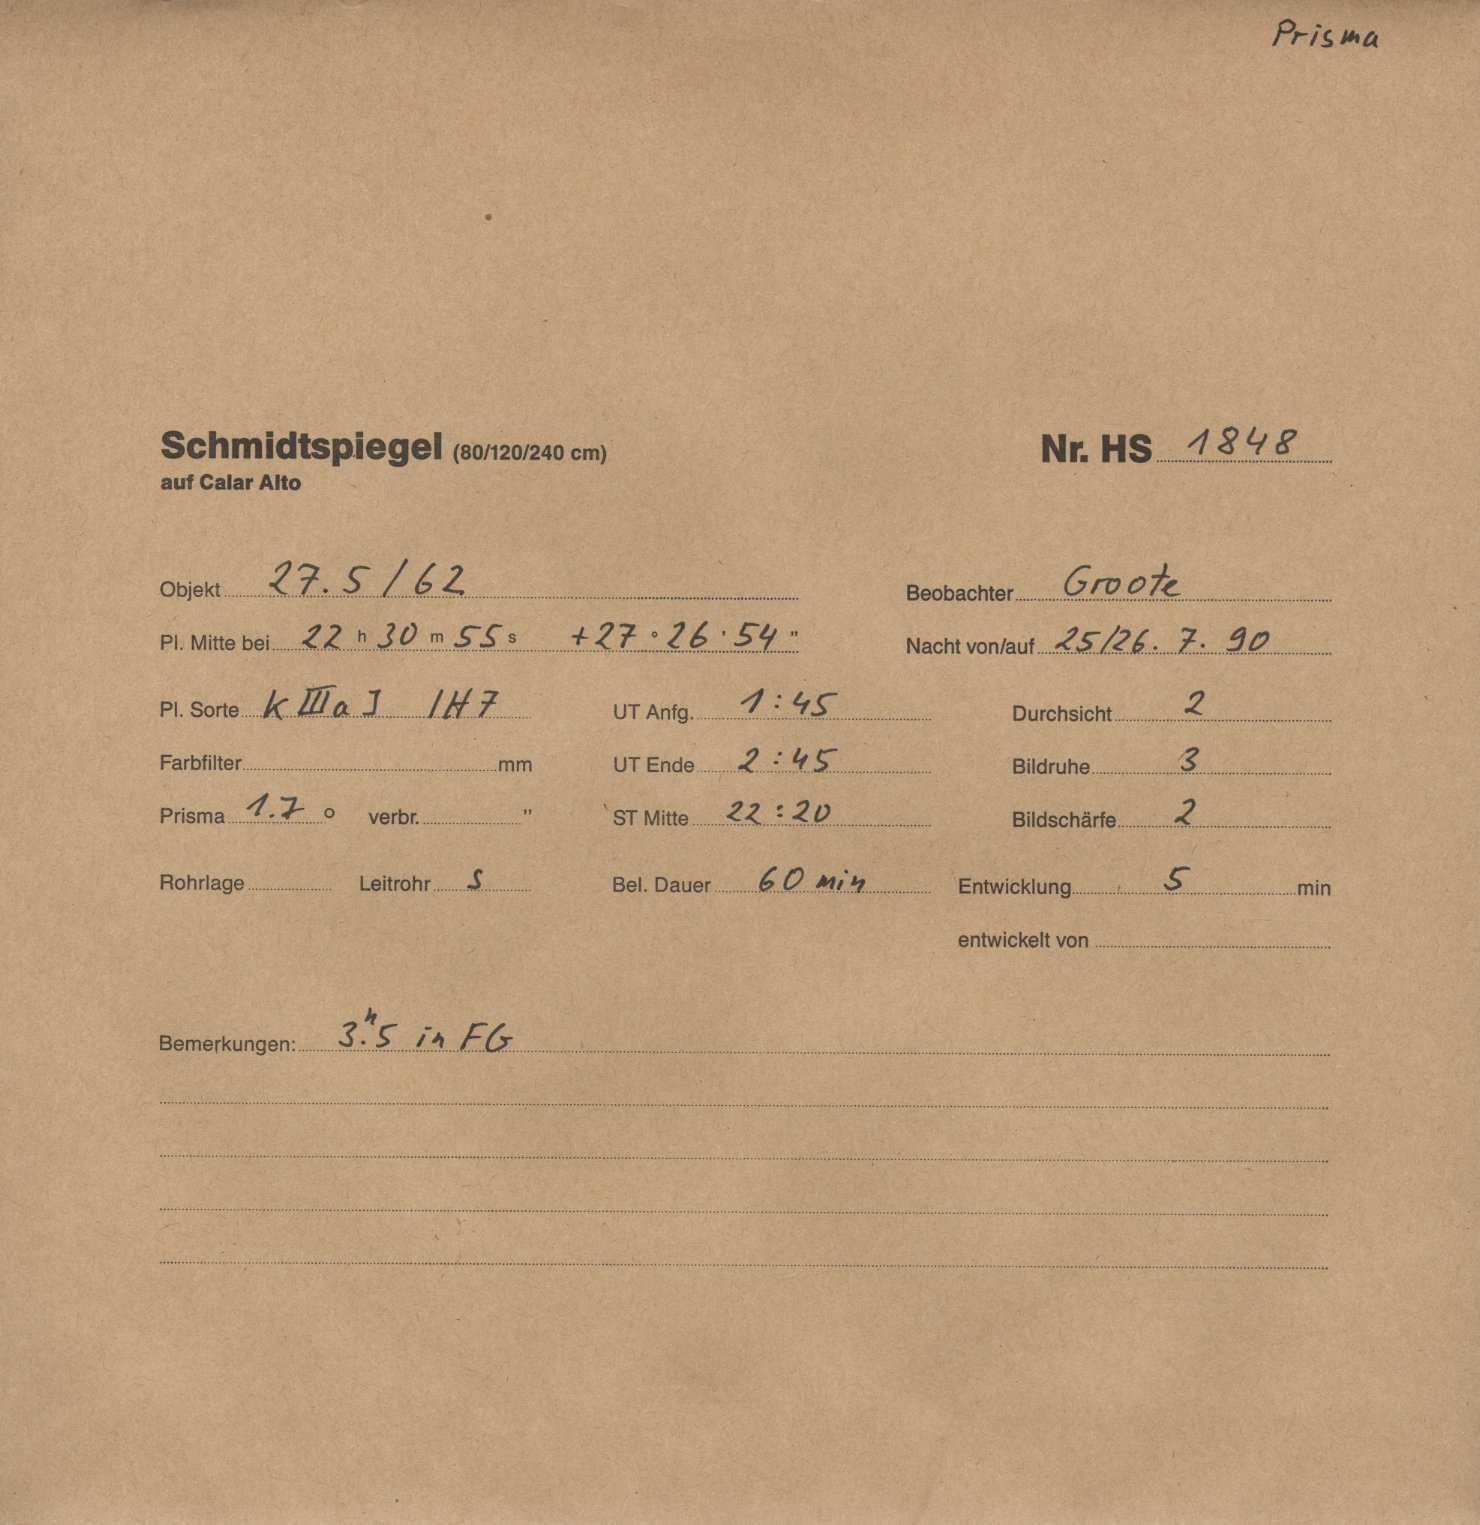 Prisma
Schmidtspiegel (80/120/240 cm) Nr. HS 1848
auf Calar Alto
Objekt 27.5/62 Beobachter Groote
Pl. Mitte bei 22 h 30 m 55 s +27 ° 26 ' 54 " Nacht von/auf 25/26. 7. 90
Pl. Sorte K IIIa J /H7 UT Anfg. 1:45 Durchsicht 2
Farbfilter mm UT Ende 2:45 Bildruhe 3
Prisma 1.7 ° verbr. " ST Mitte 22:20 Bildschärfe 2
Rohrlage Leitrohr S Bel. Dauer 60 min Entwicklung 5 min
entwickelt von
Bemerkungen: 3.ʰ5 in FG